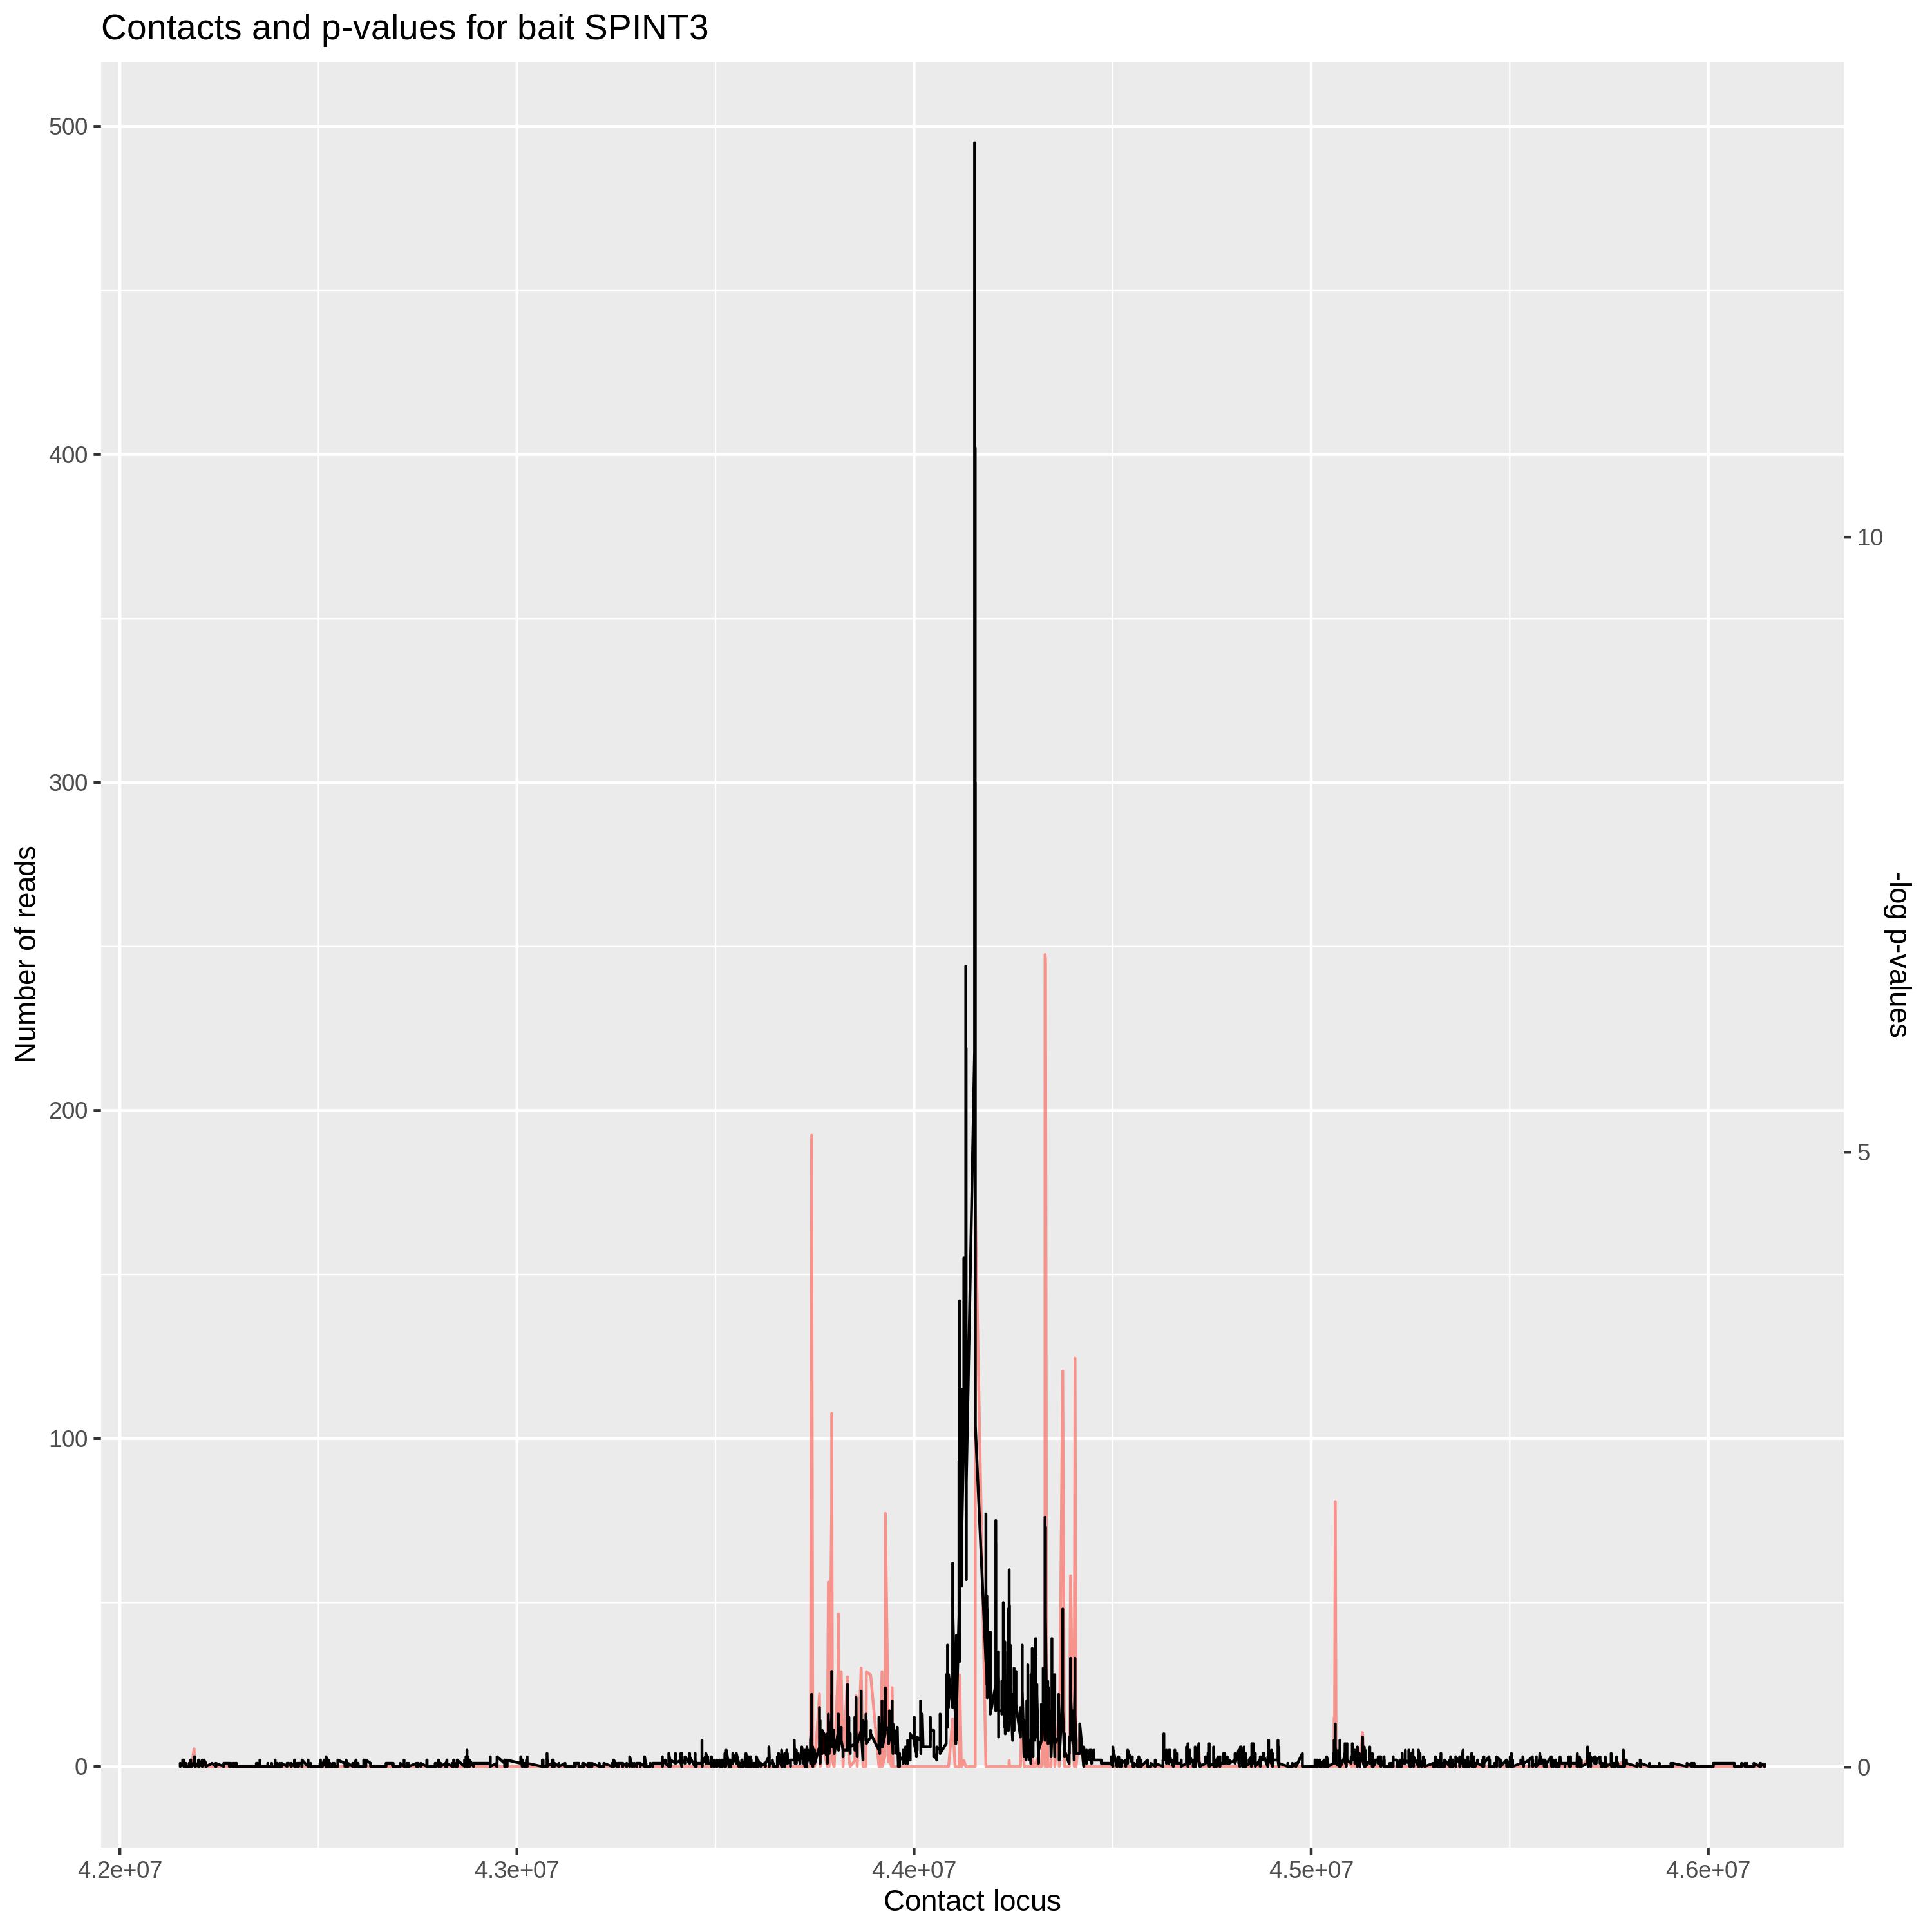 Contacts and p-values for bait SPINT3
500
400
300
200
100
0
Number of reads
10
5
0
-log p-values
4.2e+07
4.3e+07
4.4e+07
4.5e+07
4.6e+07
Contact locus